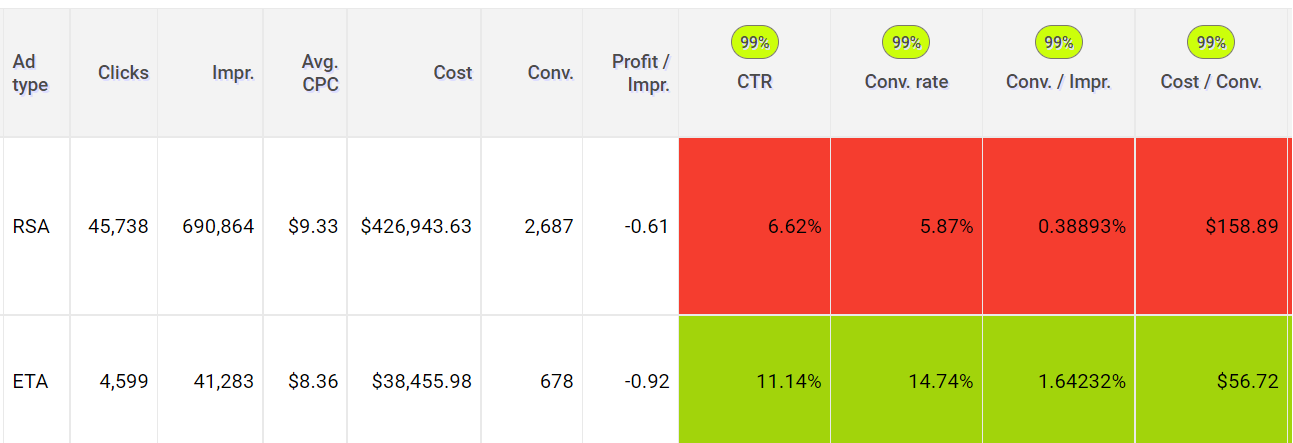 99% 99% 99% 99%
Ad type Clicks Impr. Avg. CPC Cost Conv. Profit / Impr. CTR Conv. rate Conv. / Impr. Cost / Conv.
RSA 45,738 690,864 $9.33 $426,943.63 2,687 -0.61 6.62% 5.87% 0.38893% $158.89
ETA 4,599 41,283 $8.36 $38,455.98 678 -0.92 11.14% 14.74% 1.64232% $56.72